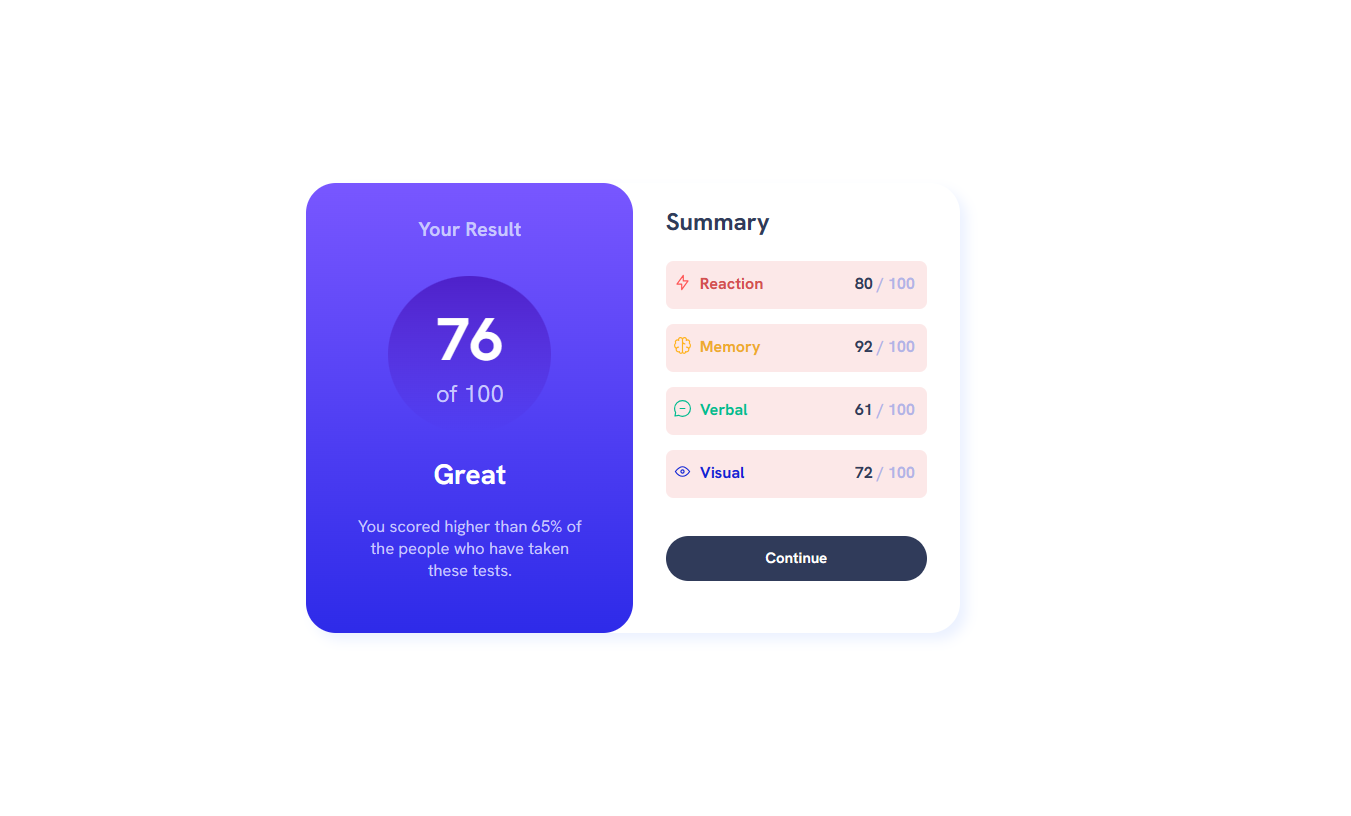 Your Result
76
of 100
Great
You scored higher than 65% of
the people who have taken
these tests.
Summary
Reaction 80 / 100
Memory 92 / 100
Verbal 61 / 100
Visual 72 / 100
Continue